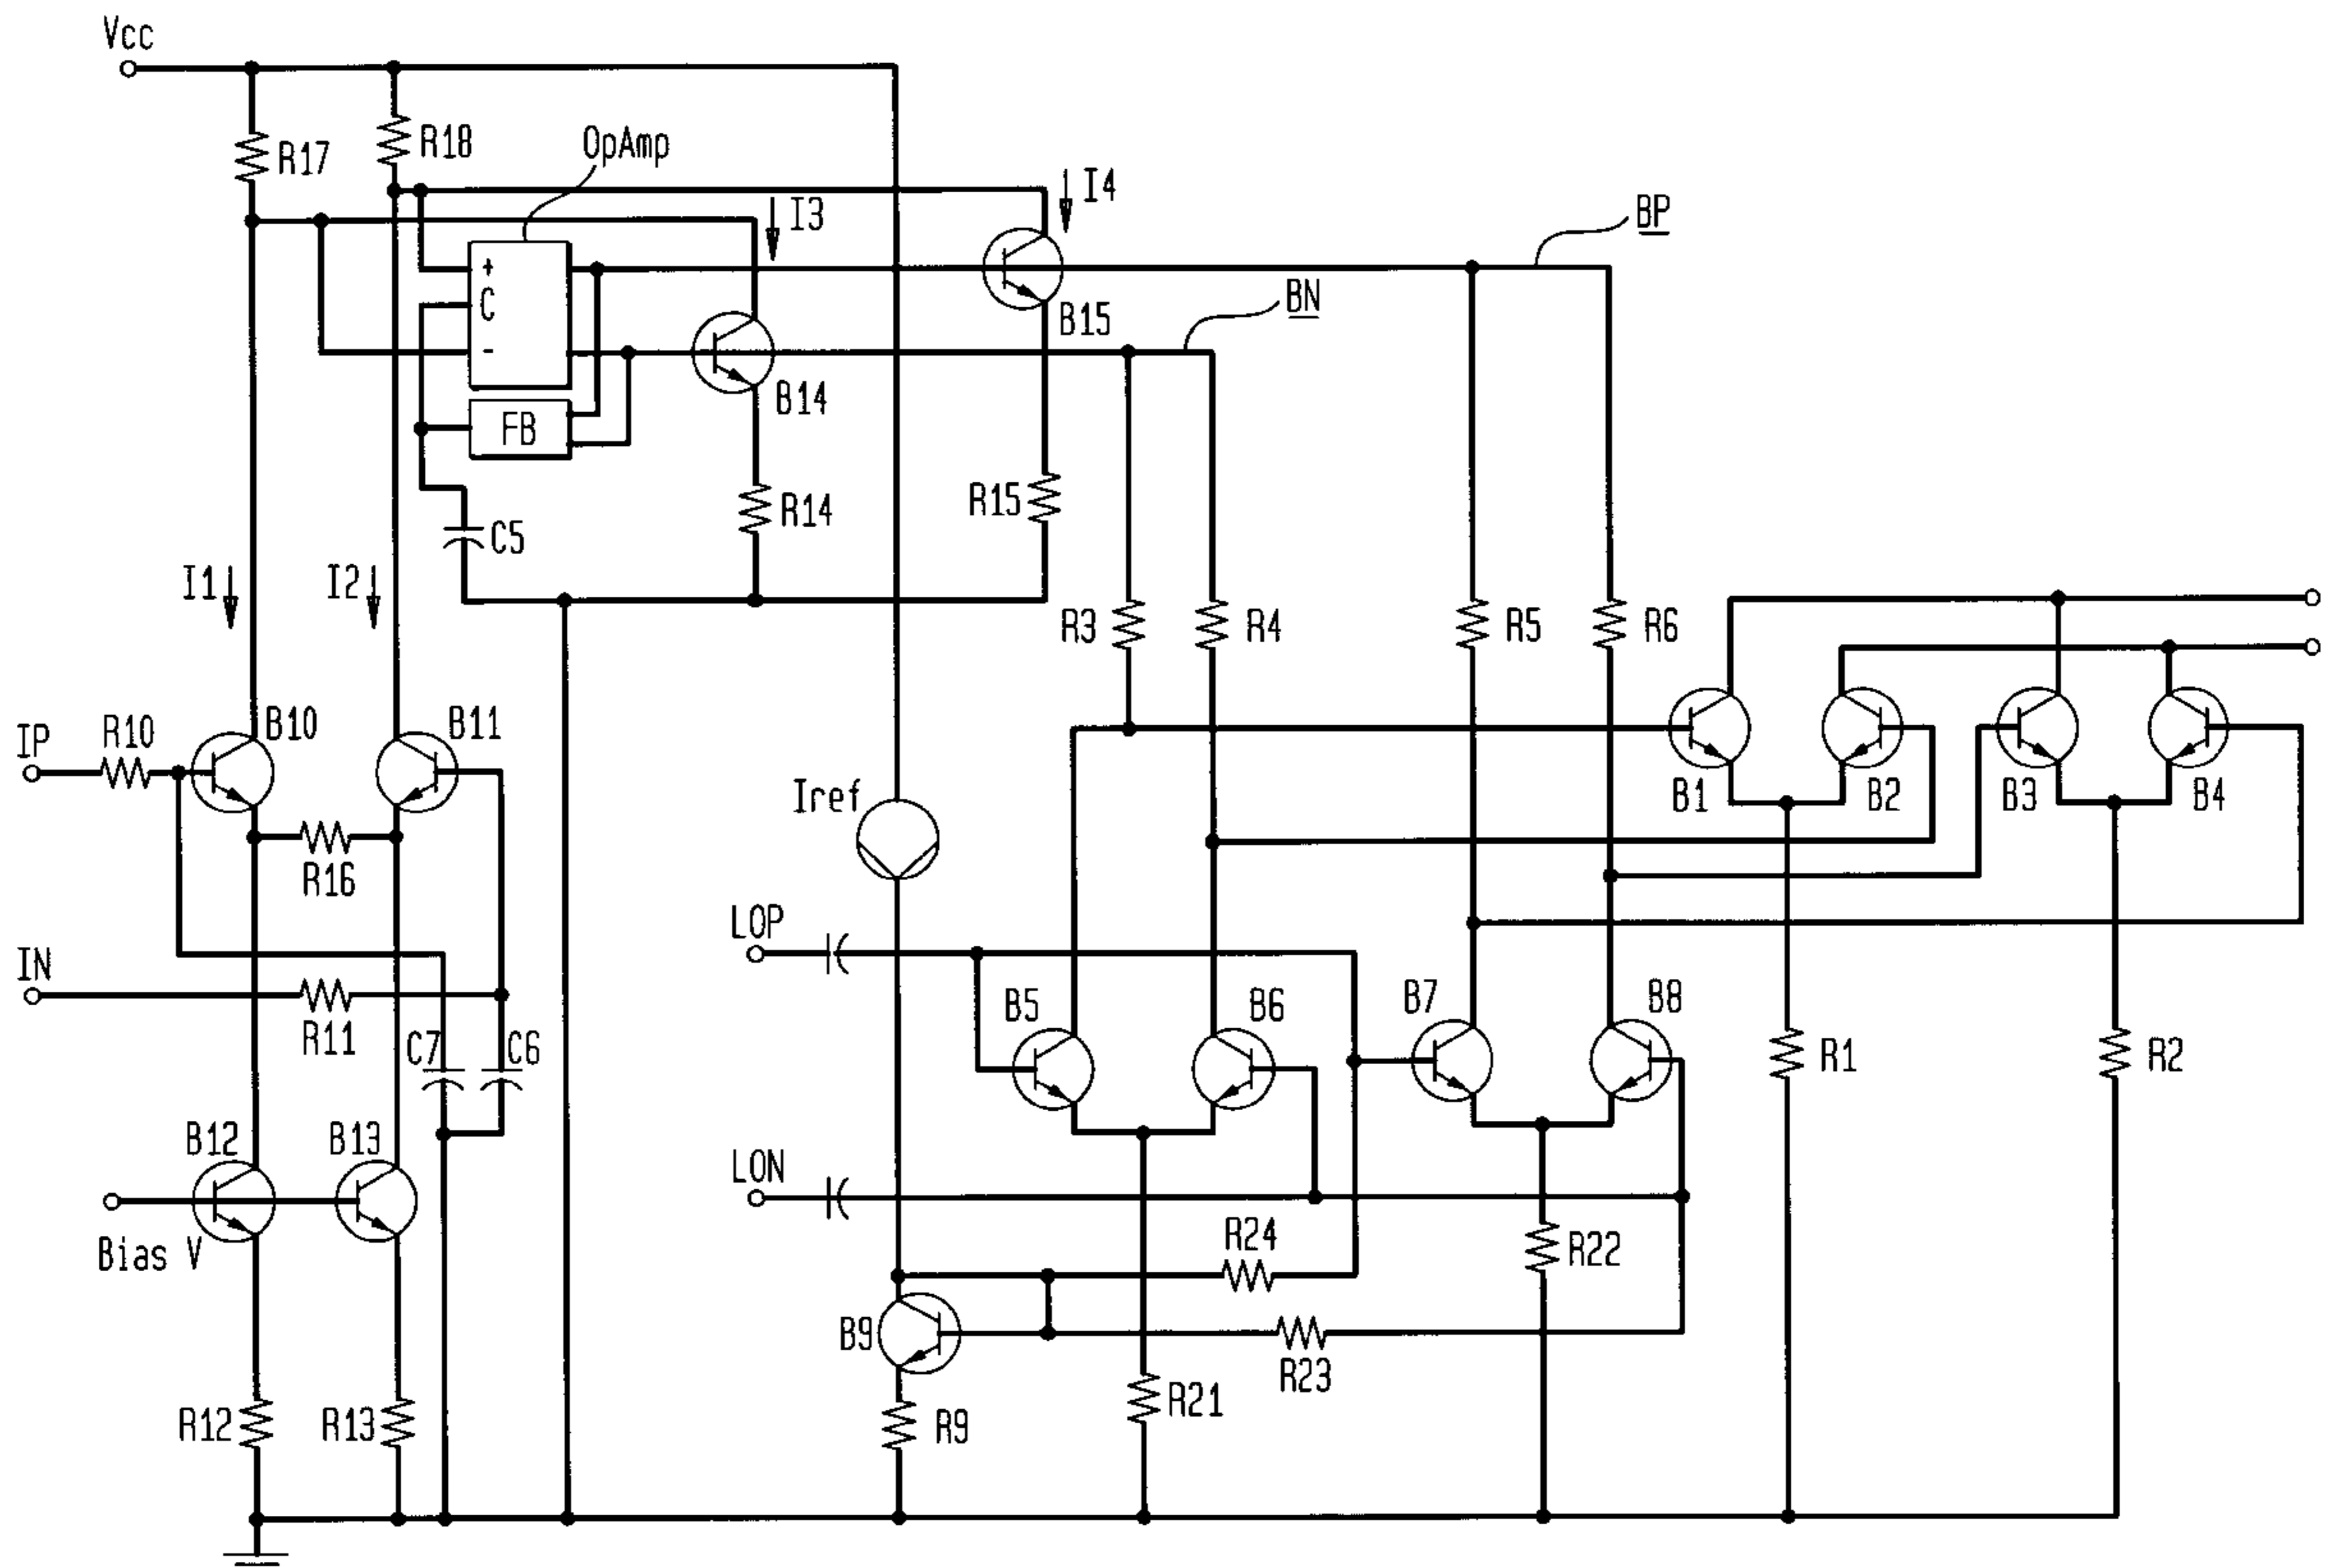 Vcc
R17
R18
OpAmp
I3
I4
BP
+
C
-
B15
BN
B14
FB
R14
R15
C5
I1
I2
R3
R4
R5
R6
IP
R10
B10
B11
B1
B2
B3
B4
Iref
R16
LOP
IN
R11
C7
C6
B5
B6
B7
B8
R1
R2
B12
B13
LON
Bias V
R24
R22
B9
R23
R12
R13
R9
R21